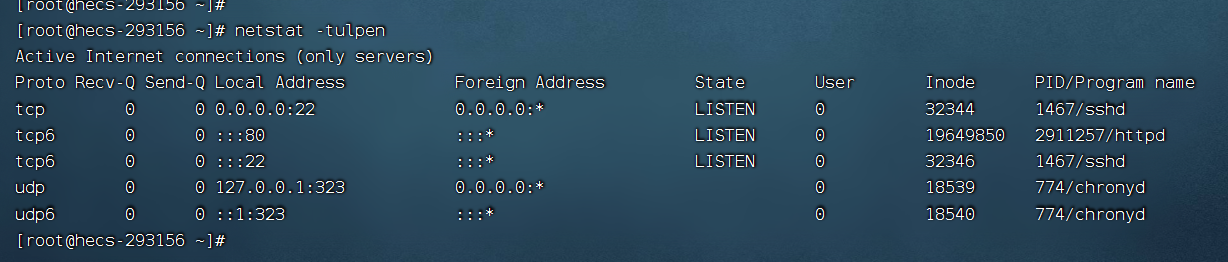 [root@hecs-293156 ~]#
[root@hecs-293156 ~]# netstat -tulpen
Active Internet connections (only servers)
Proto Recv-Q Send-Q Local Address           Foreign Address         State       User       Inode      PID/Program name
tcp        0      0 0.0.0.0:22              0.0.0.0:*               LISTEN      0          32344      1467/sshd
tcp6       0      0 :::80                   :::*                    LISTEN      0          19649850   2911257/httpd
tcp6       0      0 :::22                   :::*                    LISTEN      0          32346      1467/sshd
udp        0      0 127.0.0.1:323           0.0.0.0:*                           0          18539      774/chronyd
udp6       0      0 ::1:323                 :::*                                0          18540      774/chronyd
[root@hecs-293156 ~]#